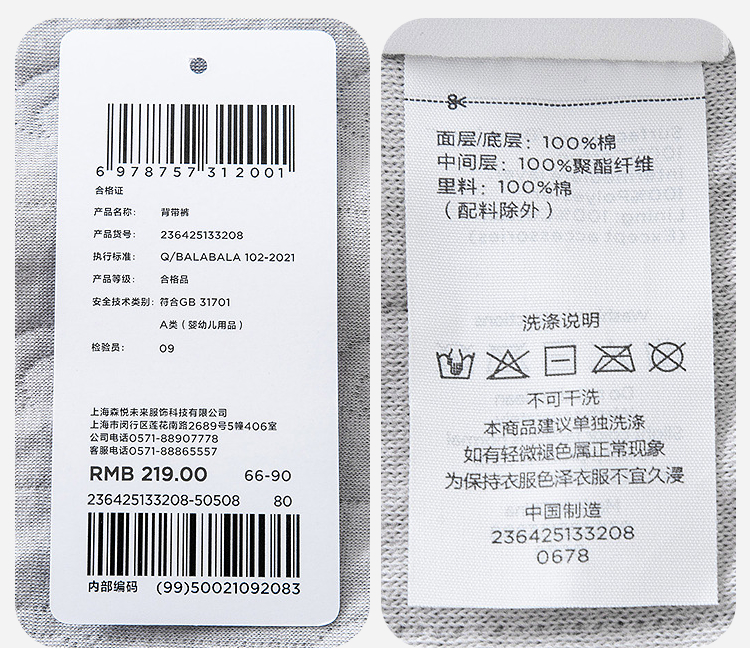 6 978757 312001
合格证
产品名称： 背带裤
产品货号： 236425133208
执行标准： Q/BALABALA 102-2021
产品等级： 合格品
安全技术类别： 符合GB 31701
A类（婴幼儿用品）
检验员： 09
上海森悦未来服饰科技有限公司
上海市闵行区莲花南路2689号5幢406室
公司电话0571-88907778
客服电话0571-88865557
RMB 219.00 66-90
236425133208-50508 80
内部编码 (99)50021092083
面层/底层：100%棉
中间层：100%聚酯纤维
里料：100%棉
（配料除外）
洗涤说明
不可干洗
本商品建议单独洗涤
如有轻微褪色属正常现象
为保持衣服色泽衣服不宜久浸
中国制造
236425133208
0678